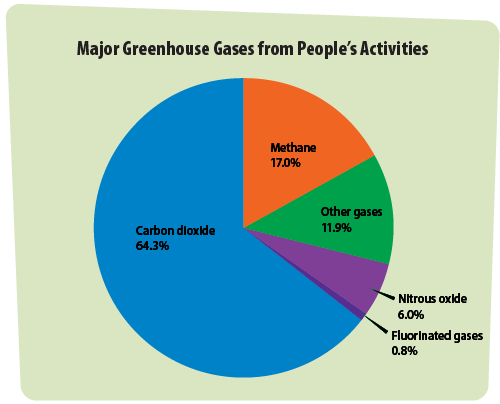 Major Greenhouse Gases from People's Activities
Methane
17.0%
Other gases
11.9%
Carbon dioxide
64.3%
Nitrous oxide
6.0%
Fluorinated gases
0.8%